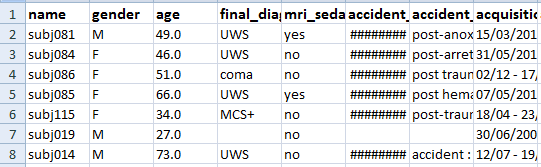 name gender age final_dia mri_seda accident_ accident_ acquisitic
1
2 subj081 M 49.0 UWS yes ######## post-anox 15/03/201
3 subj084 F 46.0 UWS no ######## post-arret 31/05/201
4 subj086 F 51.0 coma no ######## post traum 02/12 - 17/
5 subj085 F 66.0 UWS yes ######## post hema 07/05/201
6 subj115 F 34.0 MCS+ no ######## post-traum 18/04 - 23/
7 subj019 M 27.0 no 30/06/200
8 subj014 M 73.0 UWS no ######## accident : 12/07 - 19/